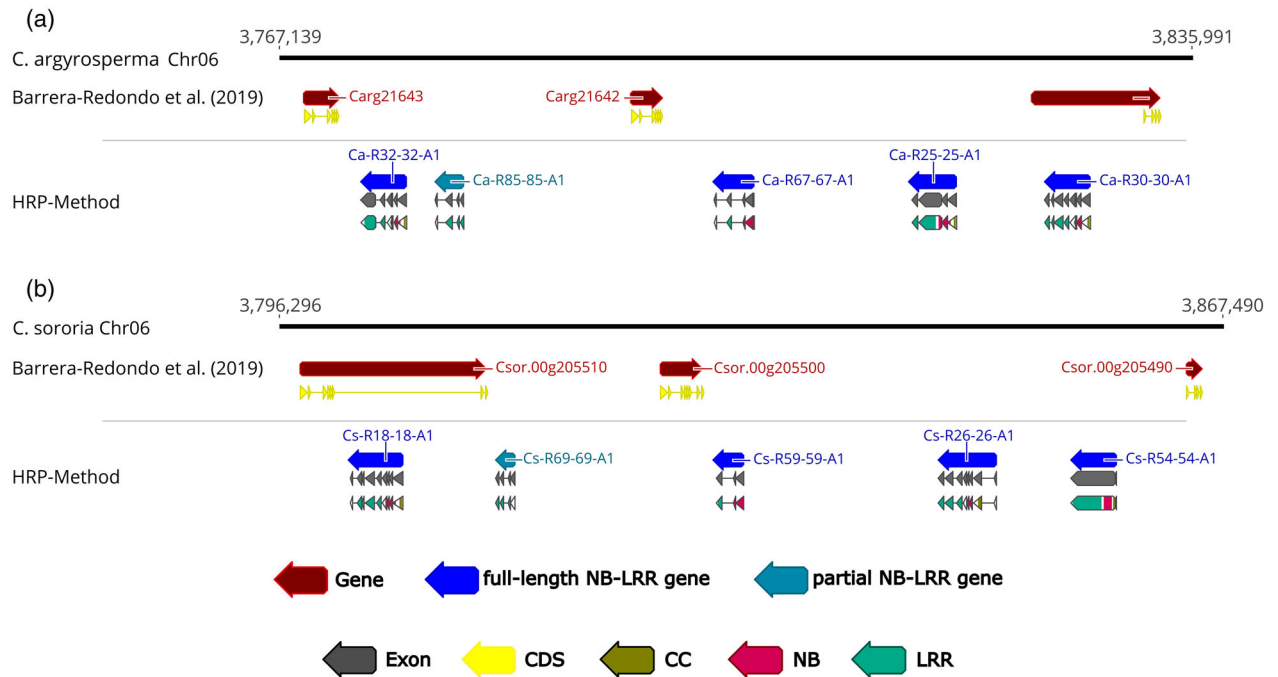 (a)
3,767,139 3,835,991
C. argyrosperma Chr06
Barrera-Redondo et al. (2019) Carg21643 Carg21642
Ca-R32-32-A1 Ca-R25-25-A1
Ca-R85-85-A1 Ca-R67-67-A1 Ca-R30-30-A1
HRP-Method
(b)
3,796,296 3,867,490
C. sororia Chr06
Barrera-Redondo et al. (2019) Csor.00g205510 Csor.00g205500 Csor.00g205490
Cs-R18-18-A1 Cs-R26-26-A1
Cs-R69-69-A1 Cs-R59-59-A1 Cs-R54-54-A1
HRP-Method
Gene full-length NB-LRR gene partial NB-LRR gene
Exon CDS CC NB LRR